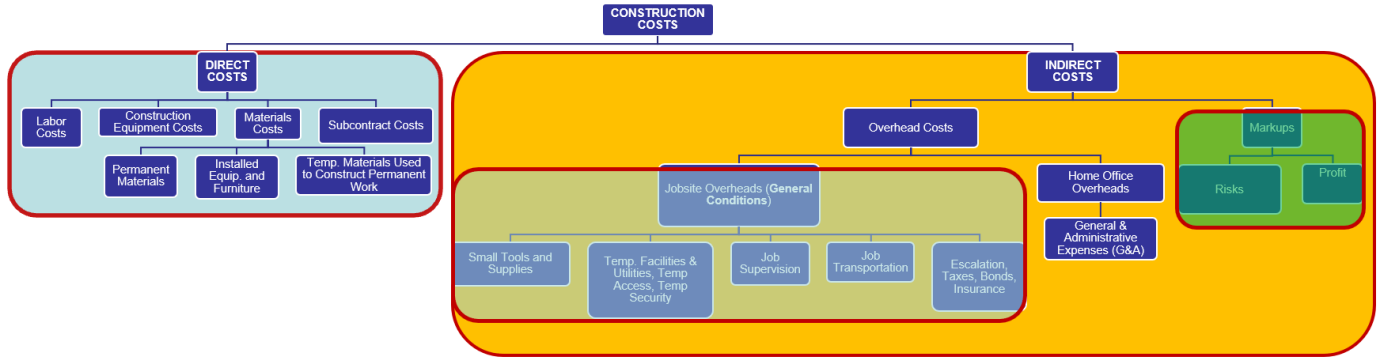 CONSTRUCTION
COSTS
DIRECT
COSTS
INDIRECT
COSTS
Labor
Costs
Construction
Equipment Costs
Materials
Costs
Subcontract Costs
Overhead Costs
Markups
Permanent
Materials
Installed
Equip. and
Furniture
Temp. Materials Used
to Construct Permanent
Work
Jobsite Overheads (General
Conditions)
Home Office
Overheads
Risks
Profit
Small Tools and
Supplies
Temp. Facilities &
Utilities, Temp
Access, Temp
Security
Job
Supervision
Job
Transportation
Escalation,
Taxes, Bonds,
Insurance
General &
Administrative
Expenses (G&A)